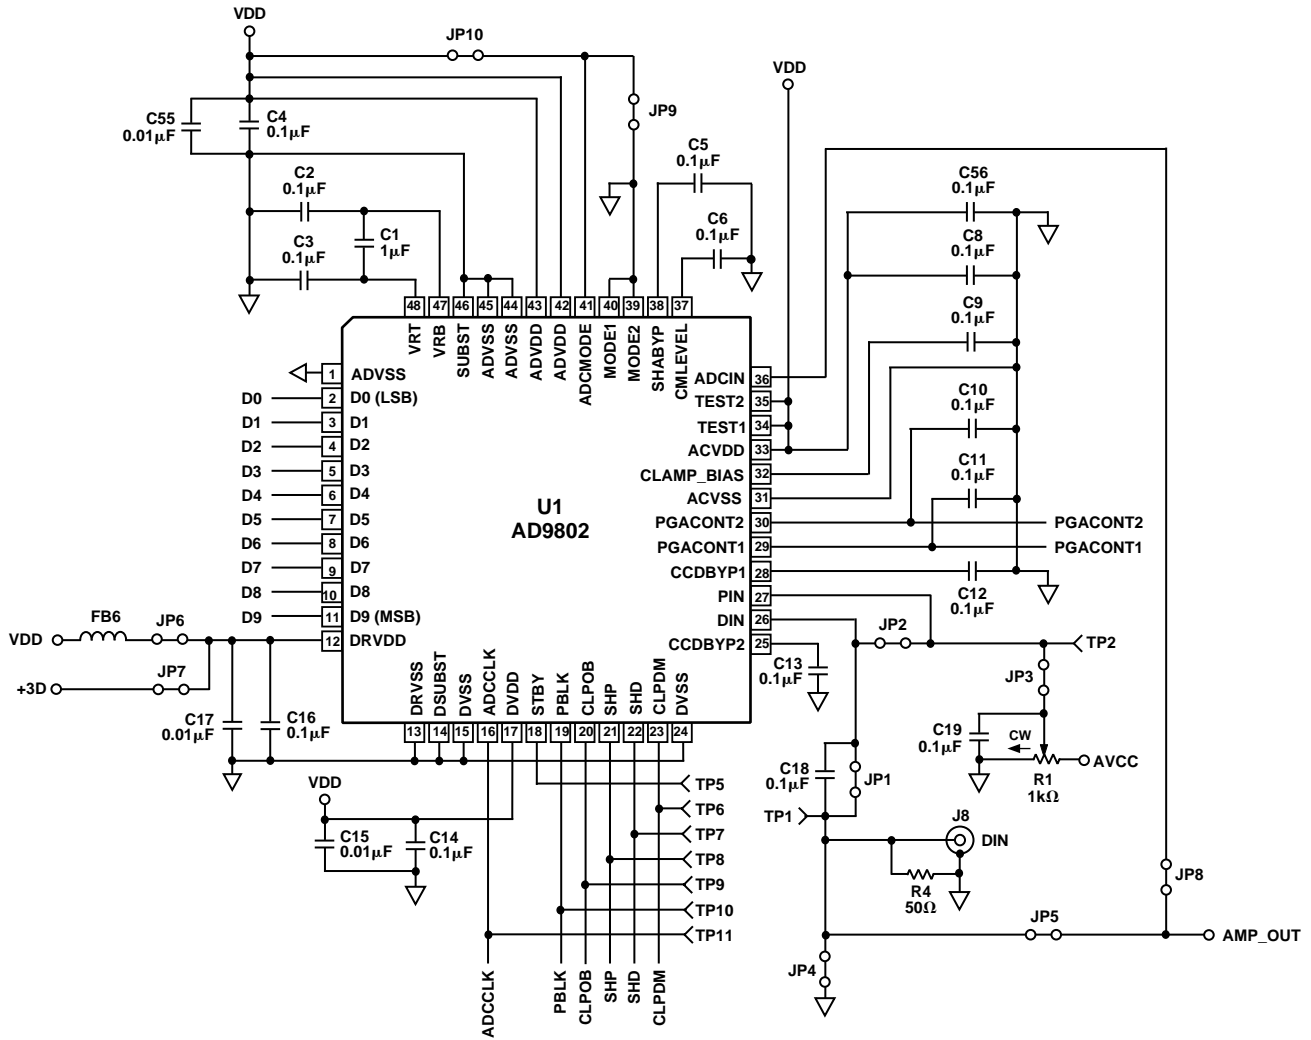 VDD
JP10
VDD
JP9
C55
0.01µF
C4
0.1µF
C5
0.1µF
C2
0.1µF
C56
0.1µF
C6
0.1µF
C3
0.1µF
C1
1µF
C8
0.1µF
C9
0.1µF
48 47 46 45 44 43 42 41 40 39 38 37
VRT
VRB
SUBST
ADVSS
ADVSS
ADVDD
ADVDD
ADCMODE
MODE1
MODE2
SHABYP
CMLEVEL
1 ADVSS
D0 2 D0 (LSB)
D1 3 D1
D2 4 D2
D3 5 D3
D4 6 D4
D5 7 D5
D6 8 D6
D7 9 D7
D8 10 D8
D9 11 D9 (MSB)
12 DRVDD
U1
AD9802
ADCIN 36
TEST2 35
TEST1 34
ACVDD 33
CLAMP_BIAS 32
ACVSS 31
PGACONT2 30
PGACONT1 29
CCDBYP1 28
PIN 27
DIN 26
CCDBYP2 25
C10
0.1µF
C11
0.1µF
PGACONT2
PGACONT1
C12
0.1µF
FB6
VDD
JP6
JP7
+3D
C17
0.01µF
C16
0.1µF
DRVSS
DSUBST
DVSS
ADCCLK
DVDD
STBY
PBLK
CLPOB
SHP
SHD
CLPDM
DVSS
13 14 15 16 17 18 19 20 21 22 23 24
JP2
TP2
C13
0.1µF
JP3
C19
0.1µF
CW
AVCC
R1
1kΩ
C18
0.1µF
JP1
TP1
J8
DIN
R4
50Ω
JP8
JP5
AMP_OUT
JP4
VDD
C15
0.01µF
C14
0.1µF
TP5
TP6
TP7
TP8
TP9
TP10
TP11
ADCCLK
PBLK
CLPOB
SHP
SHD
CLPDM